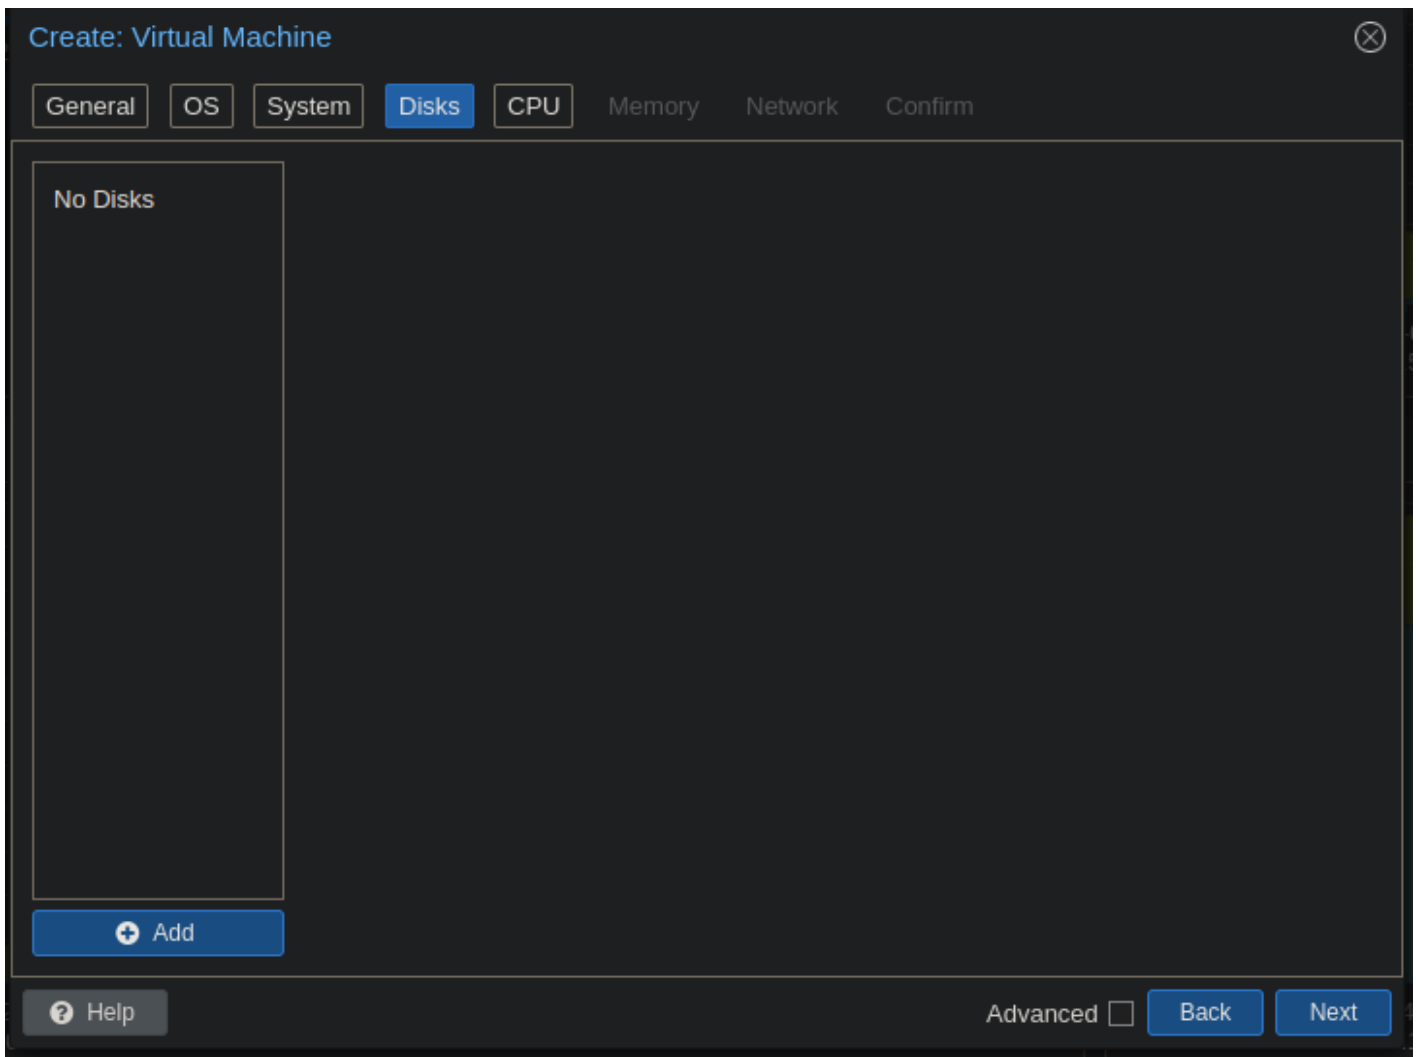 Create: Virtual Machine
General OS System Disks CPU Memory Network Confirm
No Disks
Add
Help Advanced Back Next